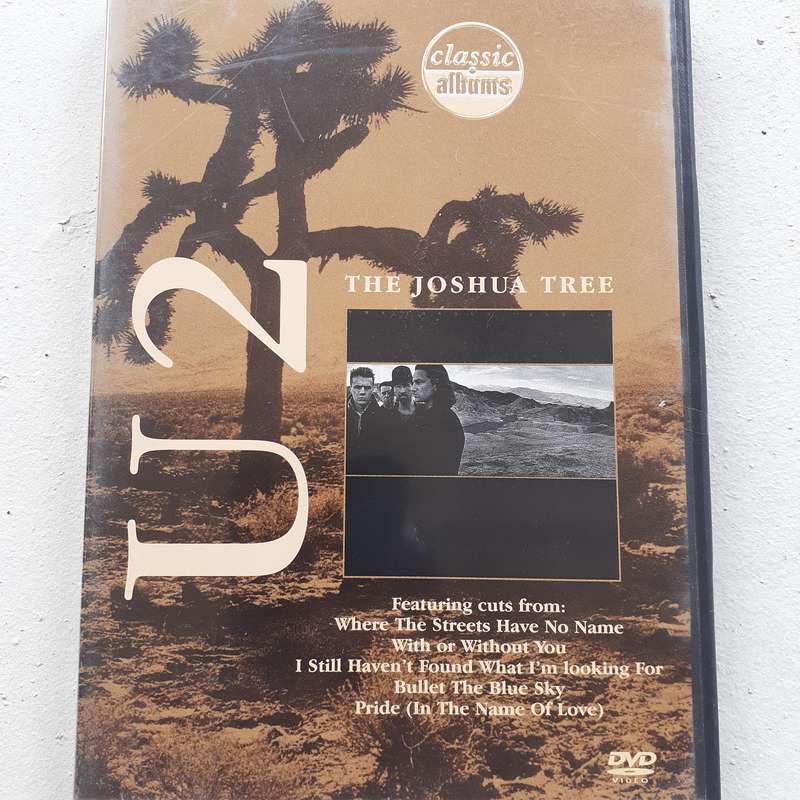 classic
albums
U2
THE JOSHUA TREE
Featuring cuts from:
Where The Streets Have No Name
With or Without You
I Still Haven't Found What I'm looking For
Bullet The Blue Sky
Pride (In The Name Of Love)
DVD
VIDEO